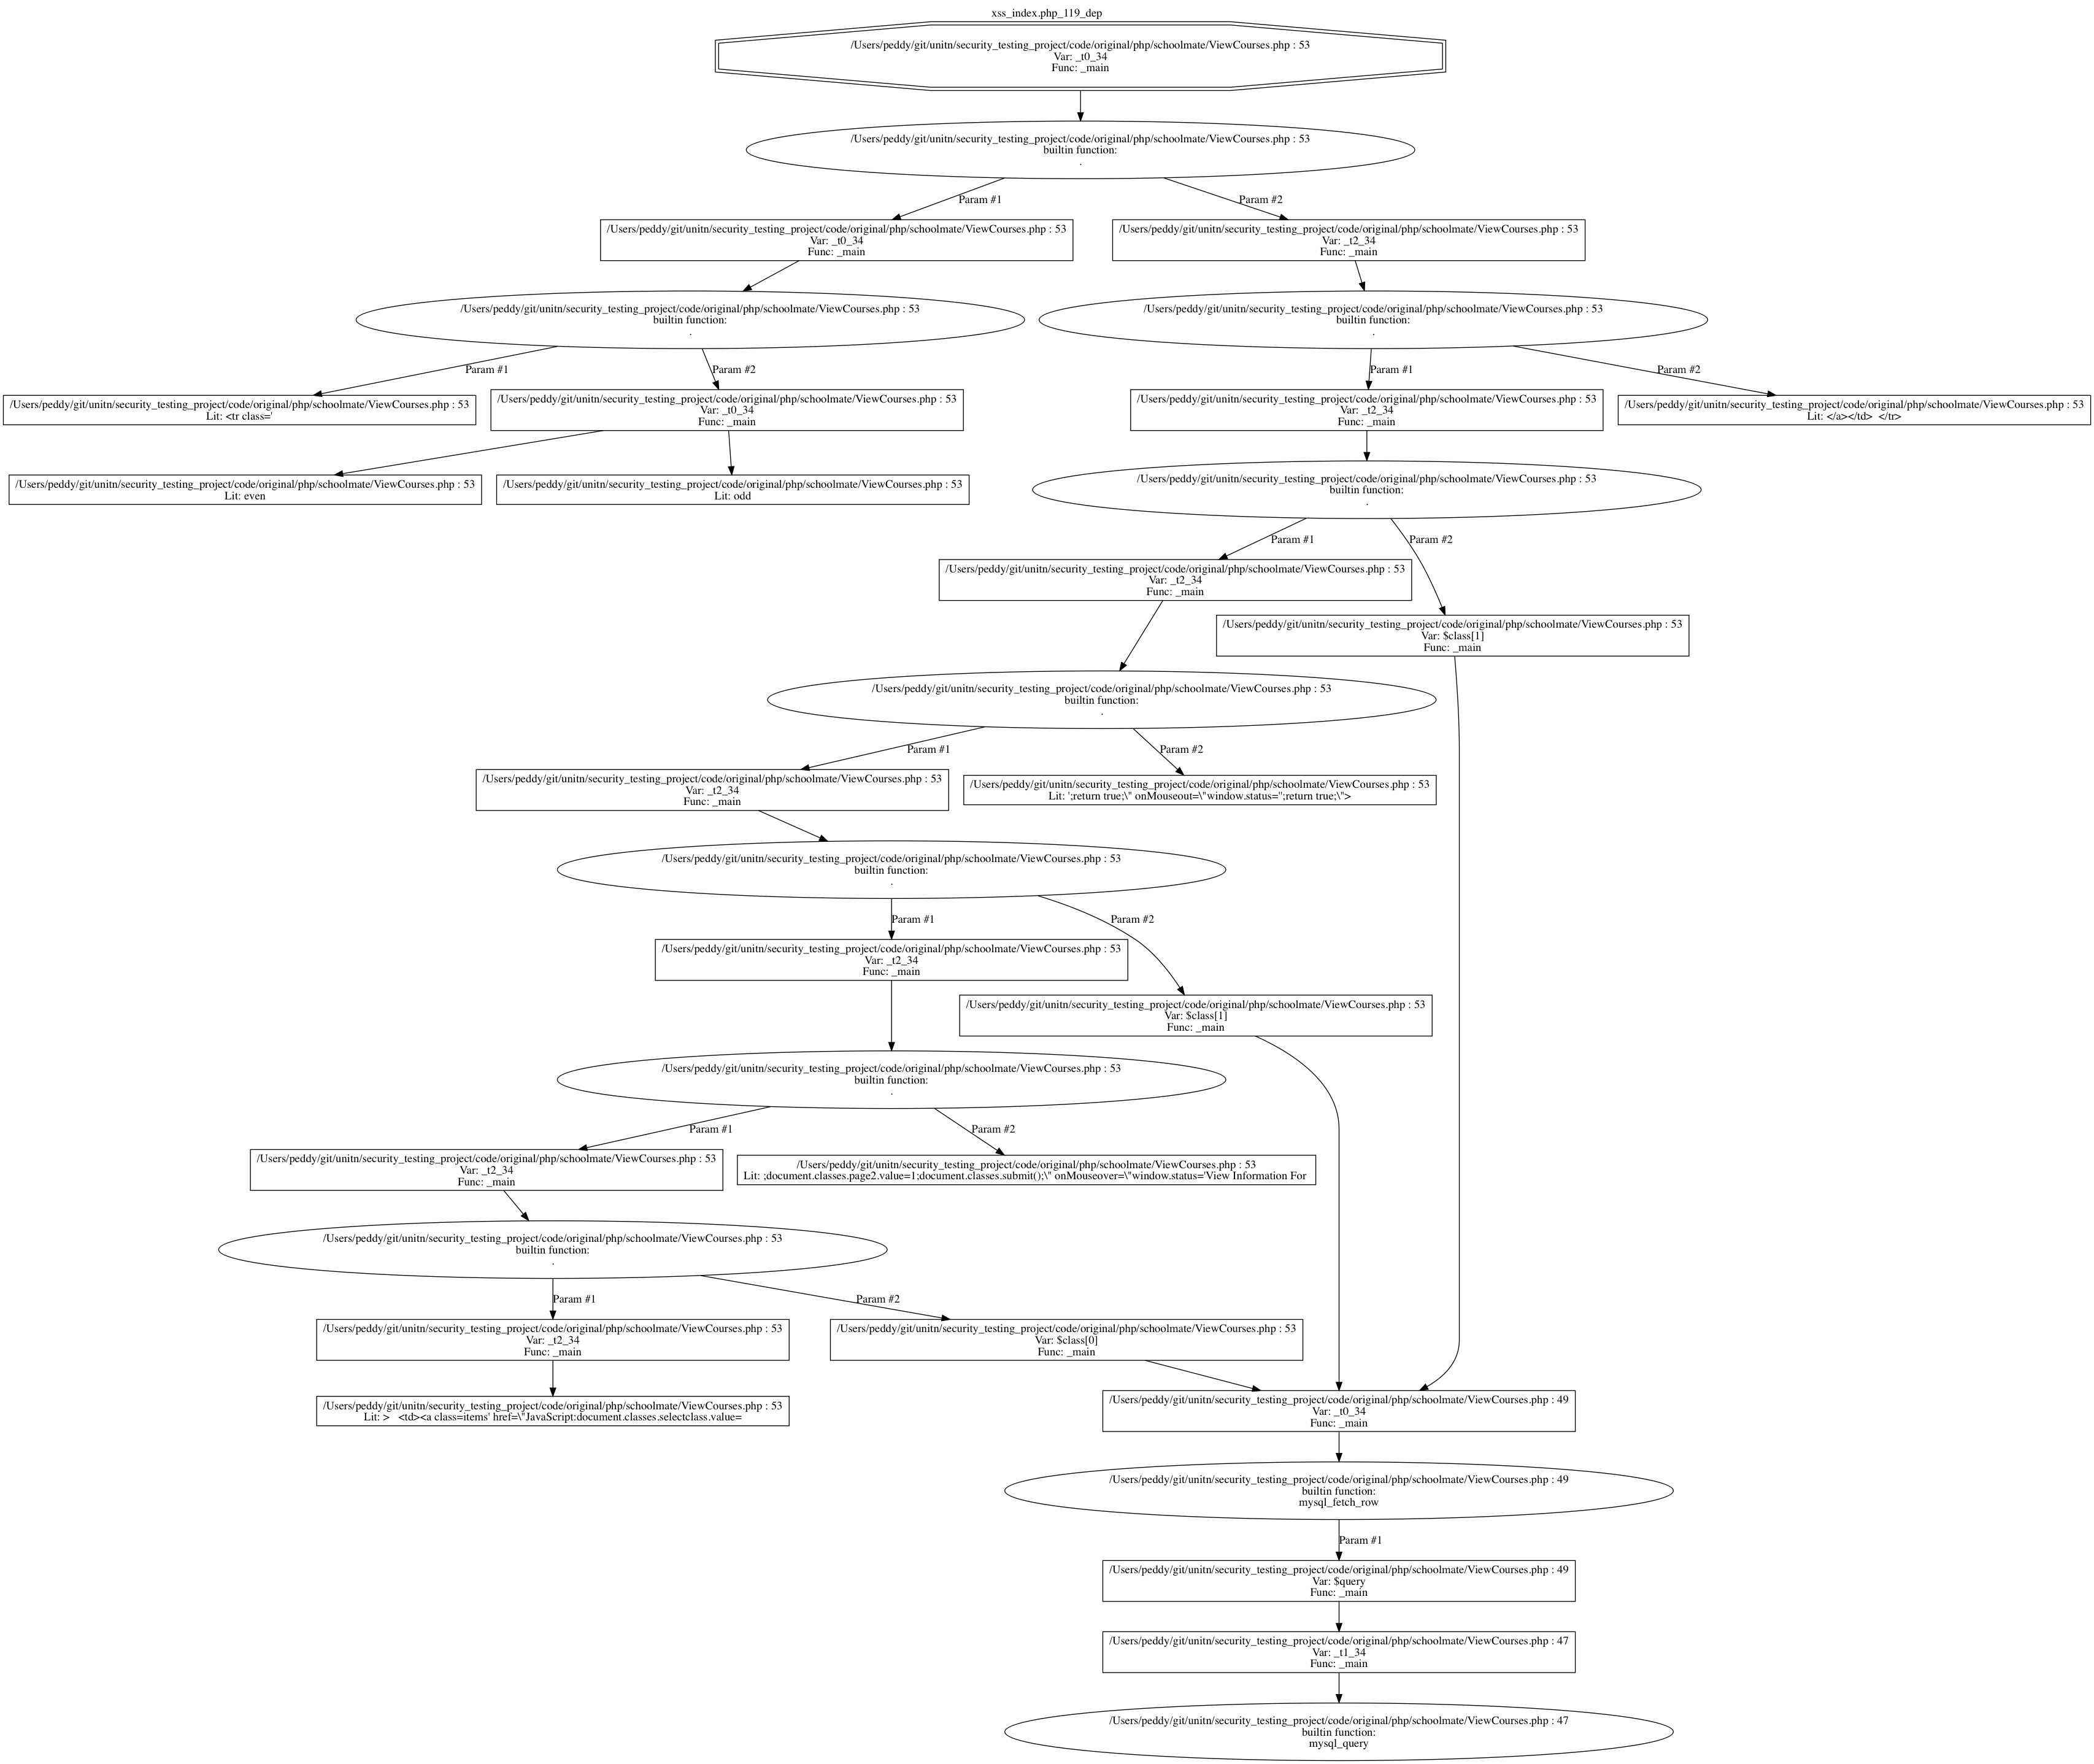 xss_index.php_119_dep
/Users/peddy/git/unitn/security_testing_project/code/original/php/schoolmate/ViewCourses.php : 53
Var: _t0_34
Func: _main
/Users/peddy/git/unitn/security_testing_project/code/original/php/schoolmate/ViewCourses.php : 53
builtin function:
.
Param #1
Param #2
/Users/peddy/git/unitn/security_testing_project/code/original/php/schoolmate/ViewCourses.php : 53
Var: _t0_34
Func: _main
/Users/peddy/git/unitn/security_testing_project/code/original/php/schoolmate/ViewCourses.php : 53
Var: _t2_34
Func: _main
/Users/peddy/git/unitn/security_testing_project/code/original/php/schoolmate/ViewCourses.php : 53
builtin function:
.
/Users/peddy/git/unitn/security_testing_project/code/original/php/schoolmate/ViewCourses.php : 53
builtin function:
.
Param #1
Param #2
Param #1
Param #2
/Users/peddy/git/unitn/security_testing_project/code/original/php/schoolmate/ViewCourses.php : 53
Lit: <tr class='
/Users/peddy/git/unitn/security_testing_project/code/original/php/schoolmate/ViewCourses.php : 53
Var: _t0_34
Func: _main
/Users/peddy/git/unitn/security_testing_project/code/original/php/schoolmate/ViewCourses.php : 53
Var: _t2_34
Func: _main
/Users/peddy/git/unitn/security_testing_project/code/original/php/schoolmate/ViewCourses.php : 53
Lit: </a></td>  </tr>
/Users/peddy/git/unitn/security_testing_project/code/original/php/schoolmate/ViewCourses.php : 53
Lit: even
/Users/peddy/git/unitn/security_testing_project/code/original/php/schoolmate/ViewCourses.php : 53
Lit: odd
/Users/peddy/git/unitn/security_testing_project/code/original/php/schoolmate/ViewCourses.php : 53
builtin function:
.
Param #1
Param #2
/Users/peddy/git/unitn/security_testing_project/code/original/php/schoolmate/ViewCourses.php : 53
Var: _t2_34
Func: _main
/Users/peddy/git/unitn/security_testing_project/code/original/php/schoolmate/ViewCourses.php : 53
Var: $class[1]
Func: _main
/Users/peddy/git/unitn/security_testing_project/code/original/php/schoolmate/ViewCourses.php : 53
builtin function:
.
Param #1
Param #2
/Users/peddy/git/unitn/security_testing_project/code/original/php/schoolmate/ViewCourses.php : 53
Var: _t2_34
Func: _main
/Users/peddy/git/unitn/security_testing_project/code/original/php/schoolmate/ViewCourses.php : 53
Lit: ';return true;\" onMouseout=\"window.status='';return true;\">
/Users/peddy/git/unitn/security_testing_project/code/original/php/schoolmate/ViewCourses.php : 53
builtin function:
.
Param #1
Param #2
/Users/peddy/git/unitn/security_testing_project/code/original/php/schoolmate/ViewCourses.php : 53
Var: _t2_34
Func: _main
/Users/peddy/git/unitn/security_testing_project/code/original/php/schoolmate/ViewCourses.php : 53
Var: $class[1]
Func: _main
/Users/peddy/git/unitn/security_testing_project/code/original/php/schoolmate/ViewCourses.php : 53
builtin function:
.
Param #1
Param #2
/Users/peddy/git/unitn/security_testing_project/code/original/php/schoolmate/ViewCourses.php : 53
Var: _t2_34
Func: _main
/Users/peddy/git/unitn/security_testing_project/code/original/php/schoolmate/ViewCourses.php : 53
Lit: ;document.classes.page2.value=1;document.classes.submit();\" onMouseover=\"window.status='View Information For
/Users/peddy/git/unitn/security_testing_project/code/original/php/schoolmate/ViewCourses.php : 53
builtin function:
.
Param #1
Param #2
/Users/peddy/git/unitn/security_testing_project/code/original/php/schoolmate/ViewCourses.php : 53
Var: _t2_34
Func: _main
/Users/peddy/git/unitn/security_testing_project/code/original/php/schoolmate/ViewCourses.php : 53
Var: $class[0]
Func: _main
/Users/peddy/git/unitn/security_testing_project/code/original/php/schoolmate/ViewCourses.php : 53
Lit: >   <td><a class=items' href=\"JavaScript:document.classes.selectclass.value=
/Users/peddy/git/unitn/security_testing_project/code/original/php/schoolmate/ViewCourses.php : 49
Var: _t0_34
Func: _main
/Users/peddy/git/unitn/security_testing_project/code/original/php/schoolmate/ViewCourses.php : 49
builtin function:
mysql_fetch_row
Param #1
/Users/peddy/git/unitn/security_testing_project/code/original/php/schoolmate/ViewCourses.php : 49
Var: $query
Func: _main
/Users/peddy/git/unitn/security_testing_project/code/original/php/schoolmate/ViewCourses.php : 47
Var: _t1_34
Func: _main
/Users/peddy/git/unitn/security_testing_project/code/original/php/schoolmate/ViewCourses.php : 47
builtin function:
mysql_query